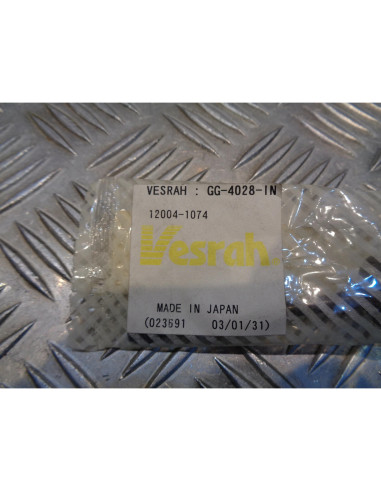 VESRAH : GG-4028-IN
12004-1074
Vesrah
MADE IN JAPAN
(023691 03/01/31)